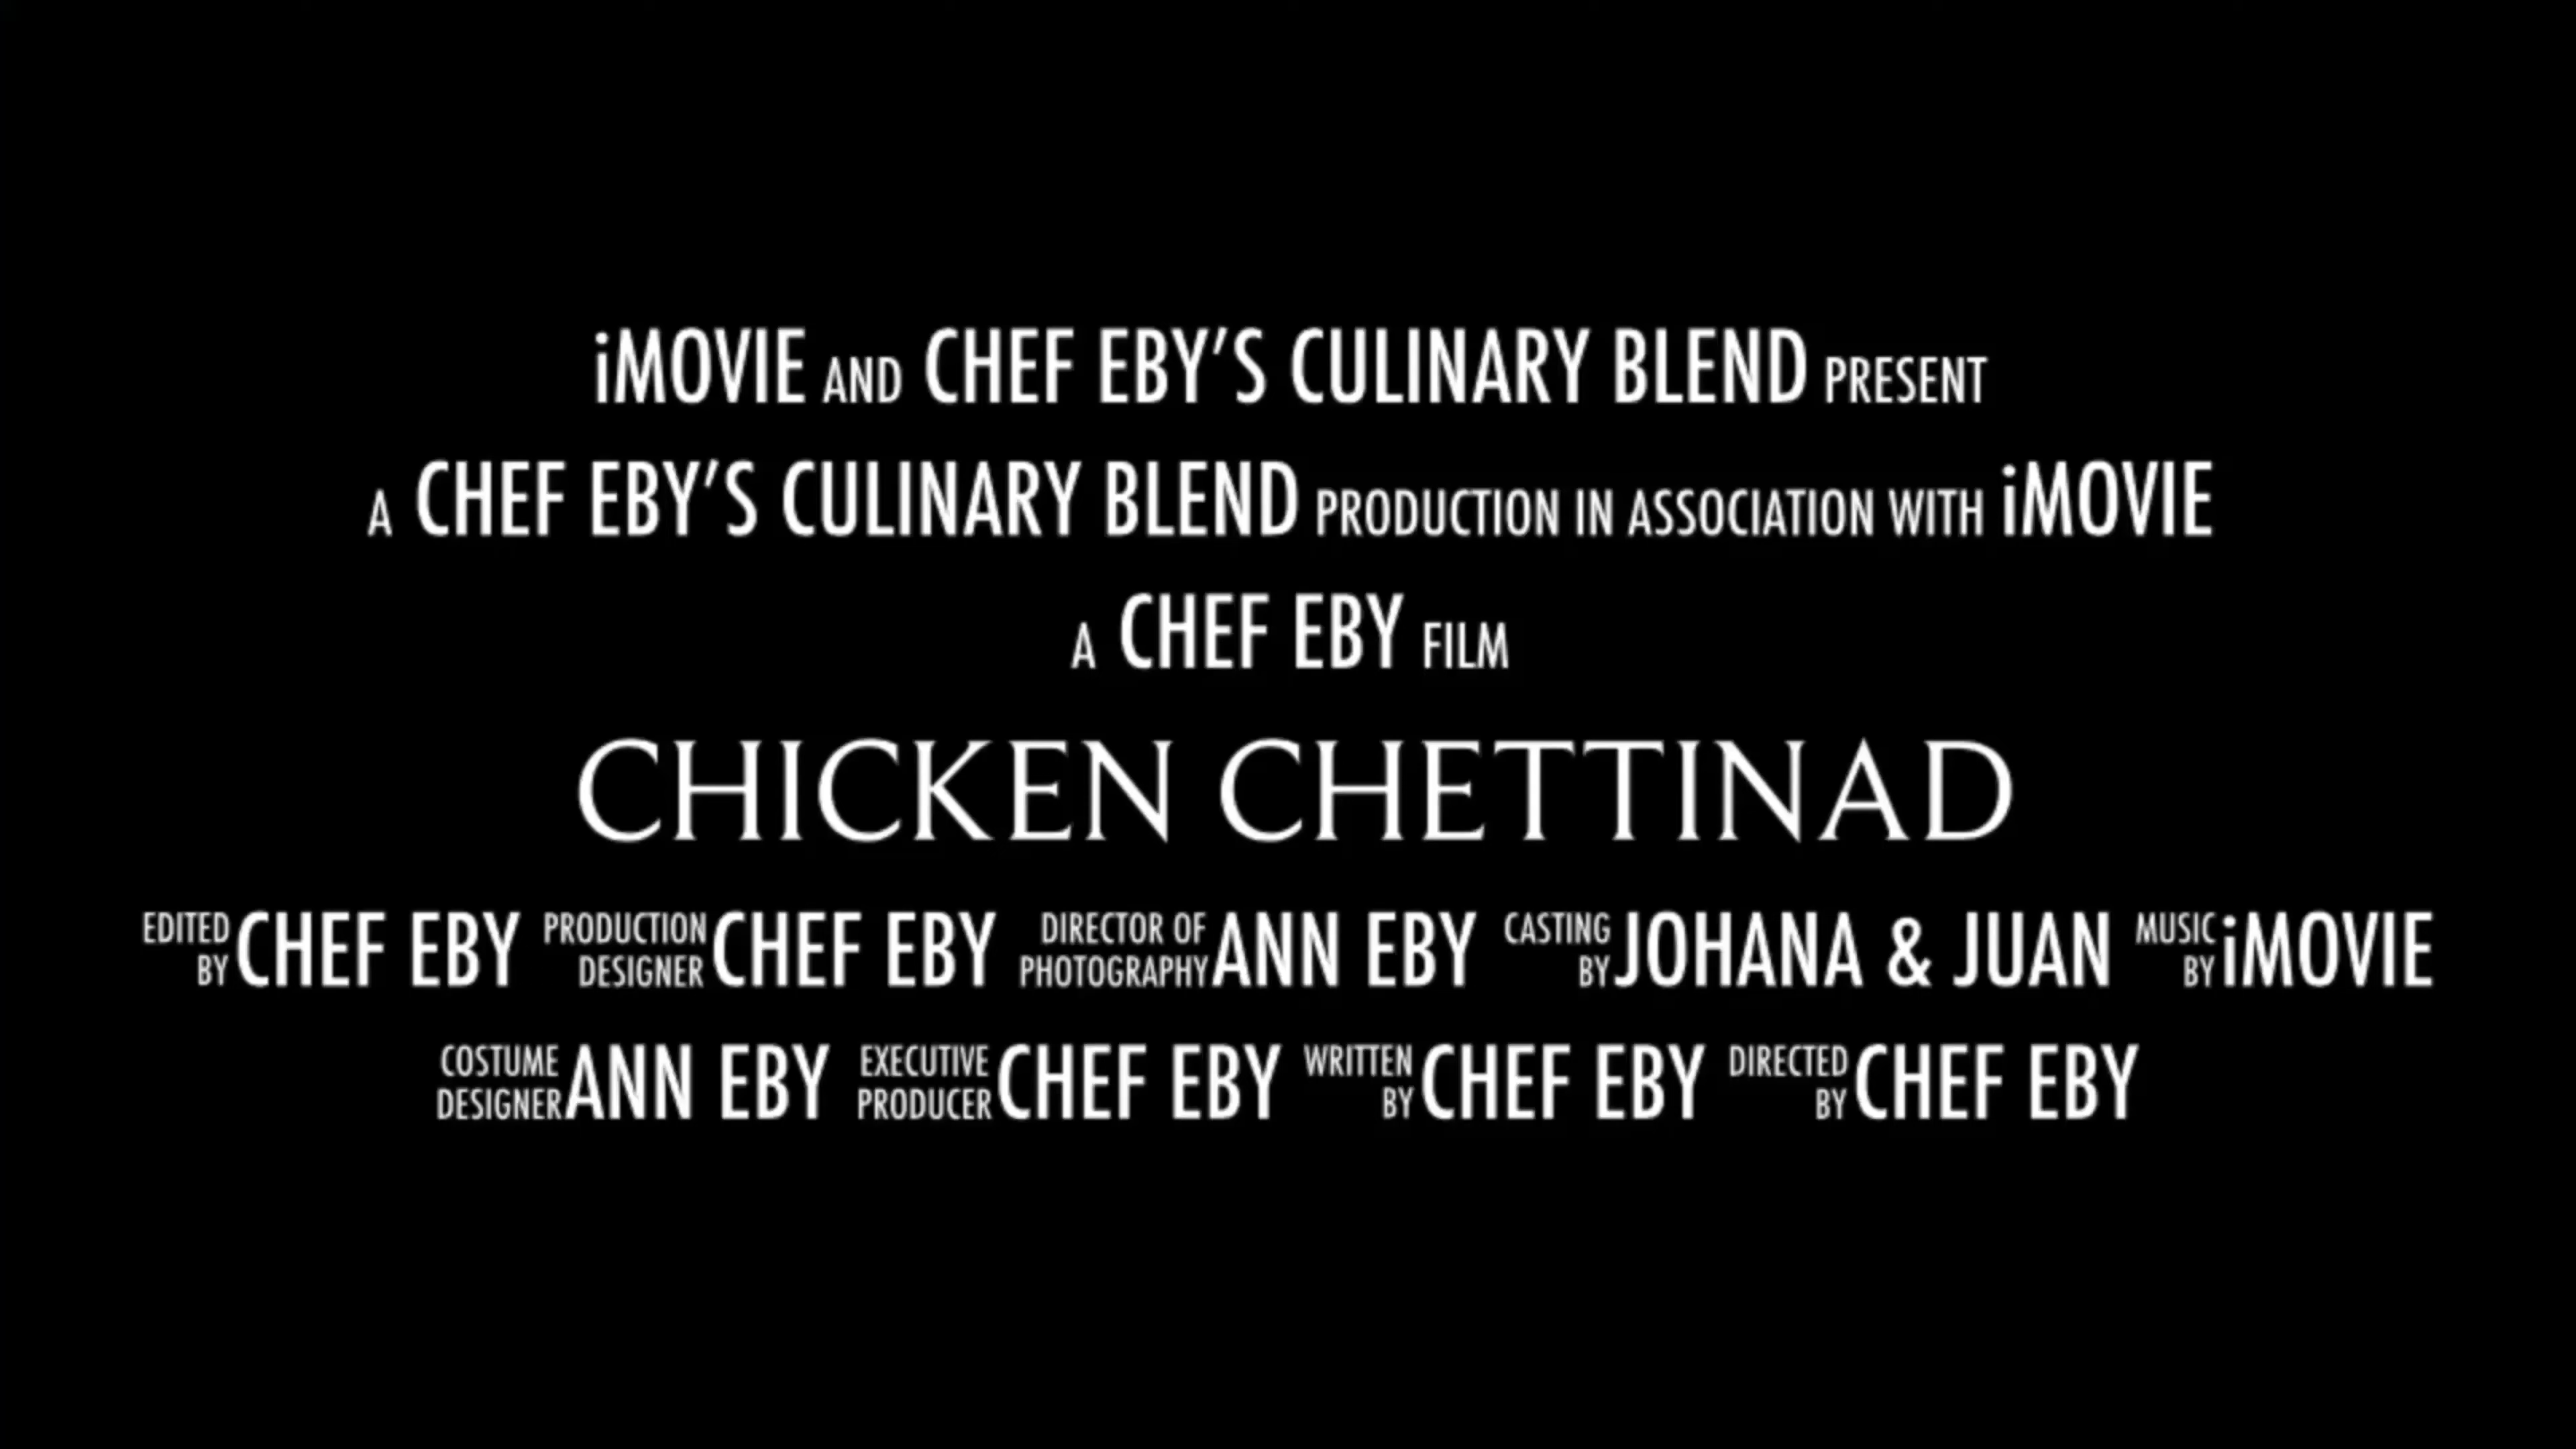 iMOVIE AND CHEF EBY'S CULINARY BLEND PRESENT
A CHEF EBY'S CULINARY BLEND PRODUCTION IN ASSOCIATION WITH iMOVIE
A CHEF EBY FILM
CHICKEN CHETTINAD
EDITED BY CHEF EBY PRODUCTION DESIGNER CHEF EBY DIRECTOR OF PHOTOGRAPHY ANN EBY CASTING BY JOHANA & JUAN MUSIC BY iMOVIE
COSTUME DESIGNER ANN EBY EXECUTIVE PRODUCER CHEF EBY WRITTEN BY CHEF EBY DIRECTED BY CHEF EBY